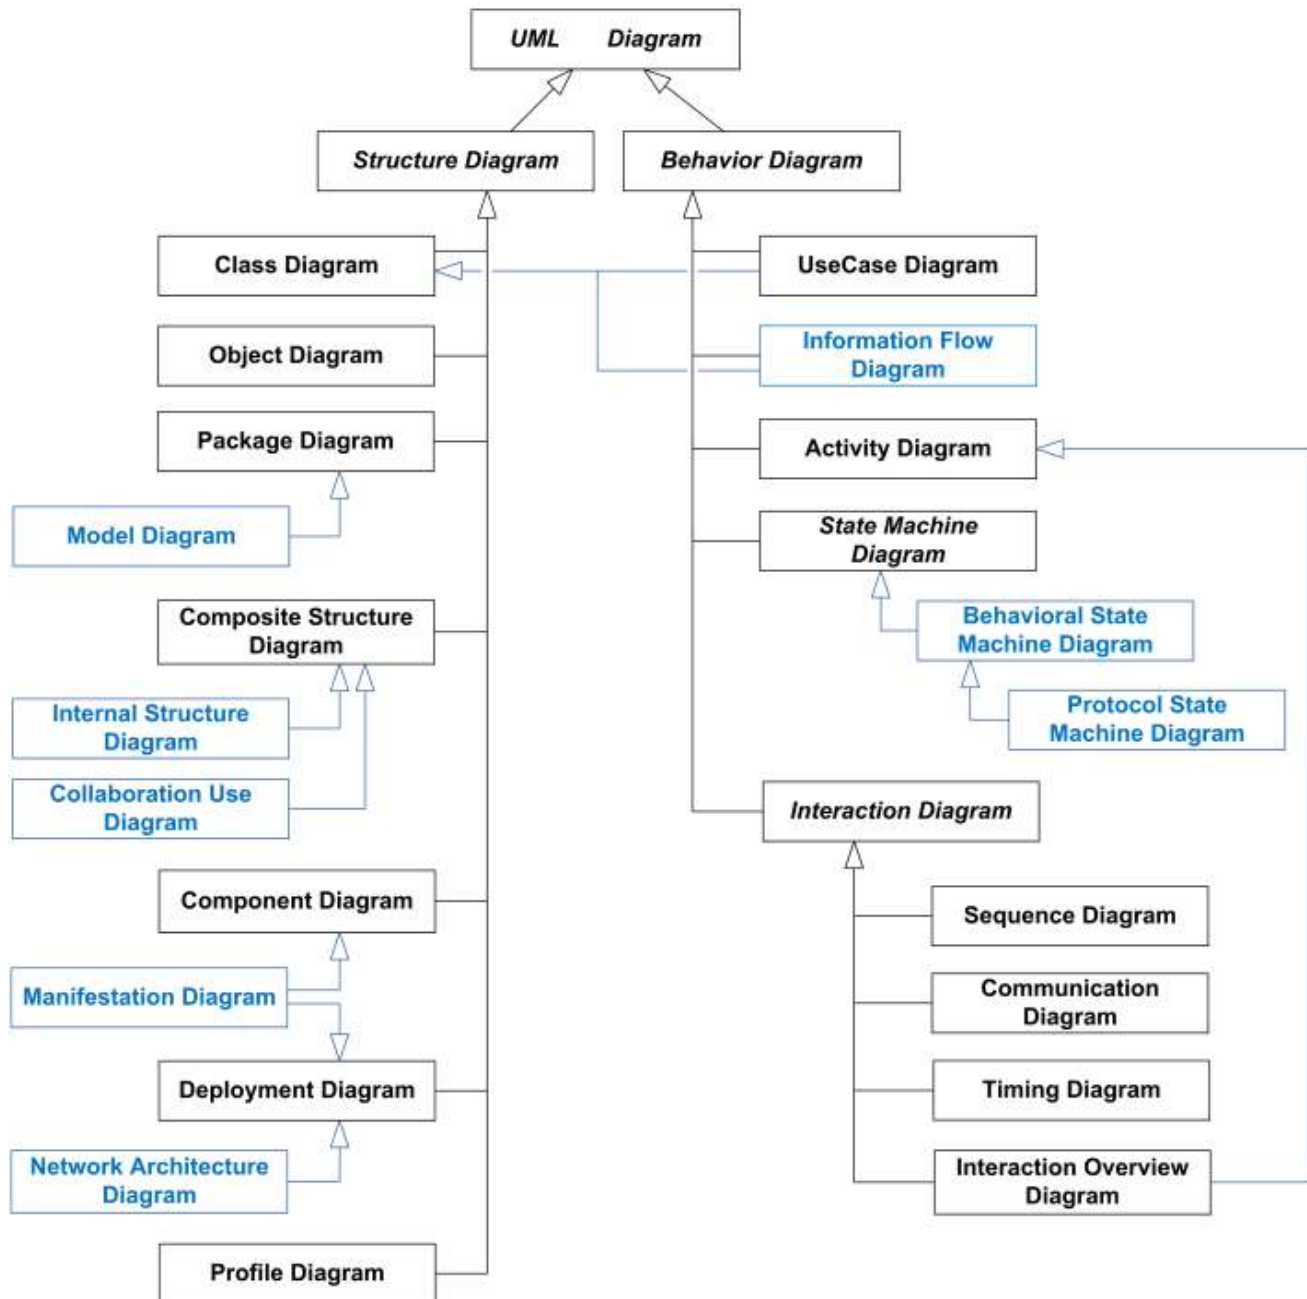 UML Diagram
Structure Diagram
Behavior Diagram
Class Diagram
UseCase Diagram
Object Diagram
Information Flow
Diagram
Package Diagram
Activity Diagram
Model Diagram
State Machine
Diagram
Composite Structure
Diagram
Behavioral State
Machine Diagram
Internal Structure
Diagram
Protocol State
Machine Diagram
Collaboration Use
Diagram
Interaction Diagram
Component Diagram
Sequence Diagram
Manifestation Diagram
Communication
Diagram
Deployment Diagram
Timing Diagram
Network Architecture
Diagram
Interaction Overview
Diagram
Profile Diagram